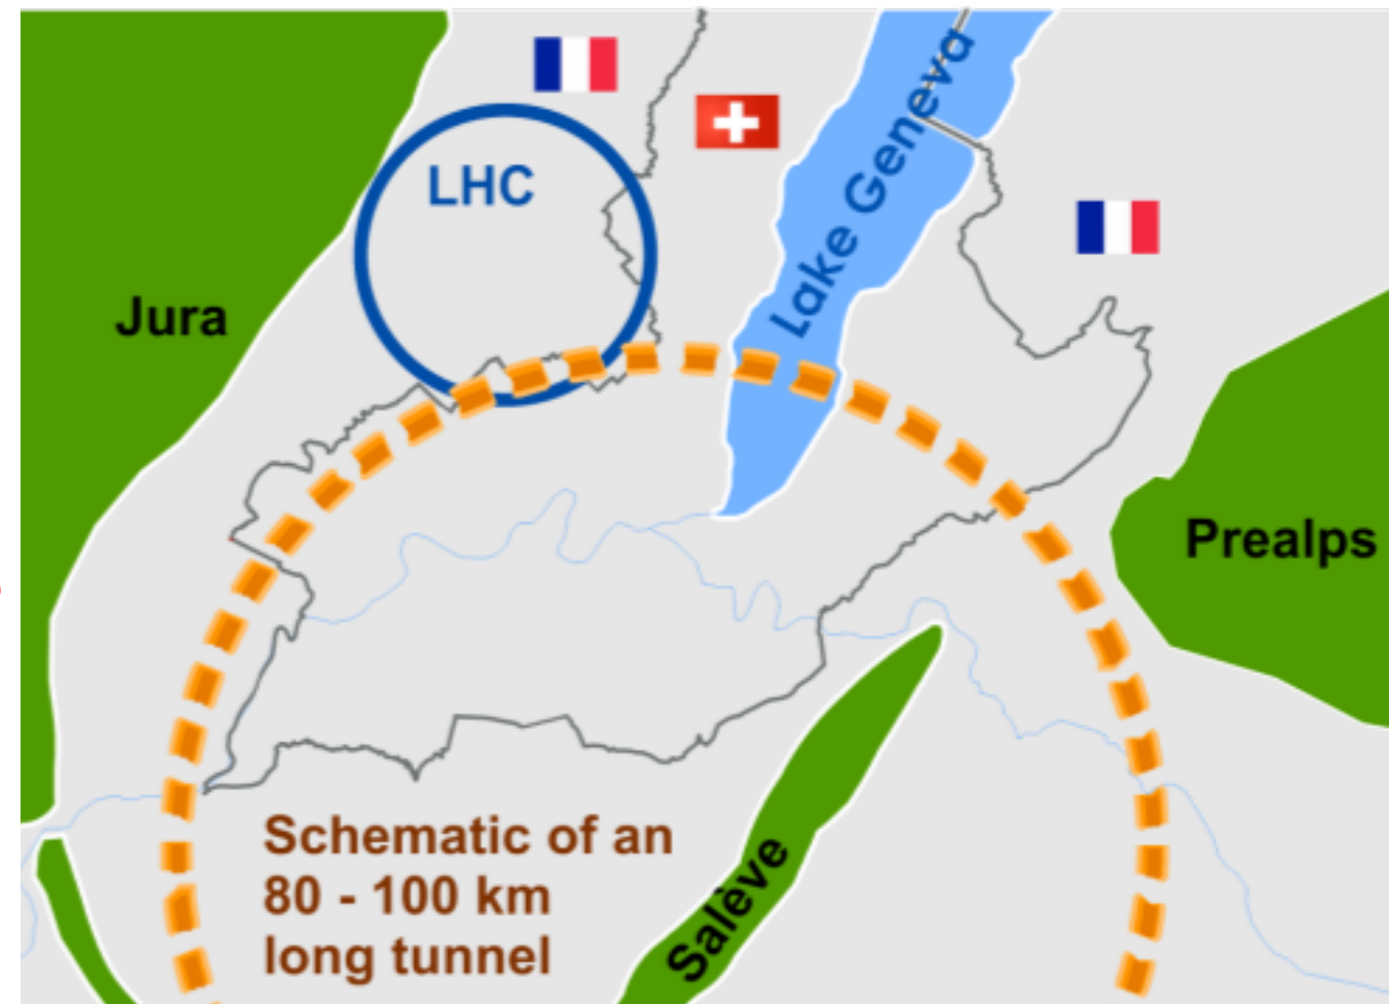 LHC
Lake Geneva
Jura
Prealps
Schematic of an
80 - 100 km
long tunnel
Salève